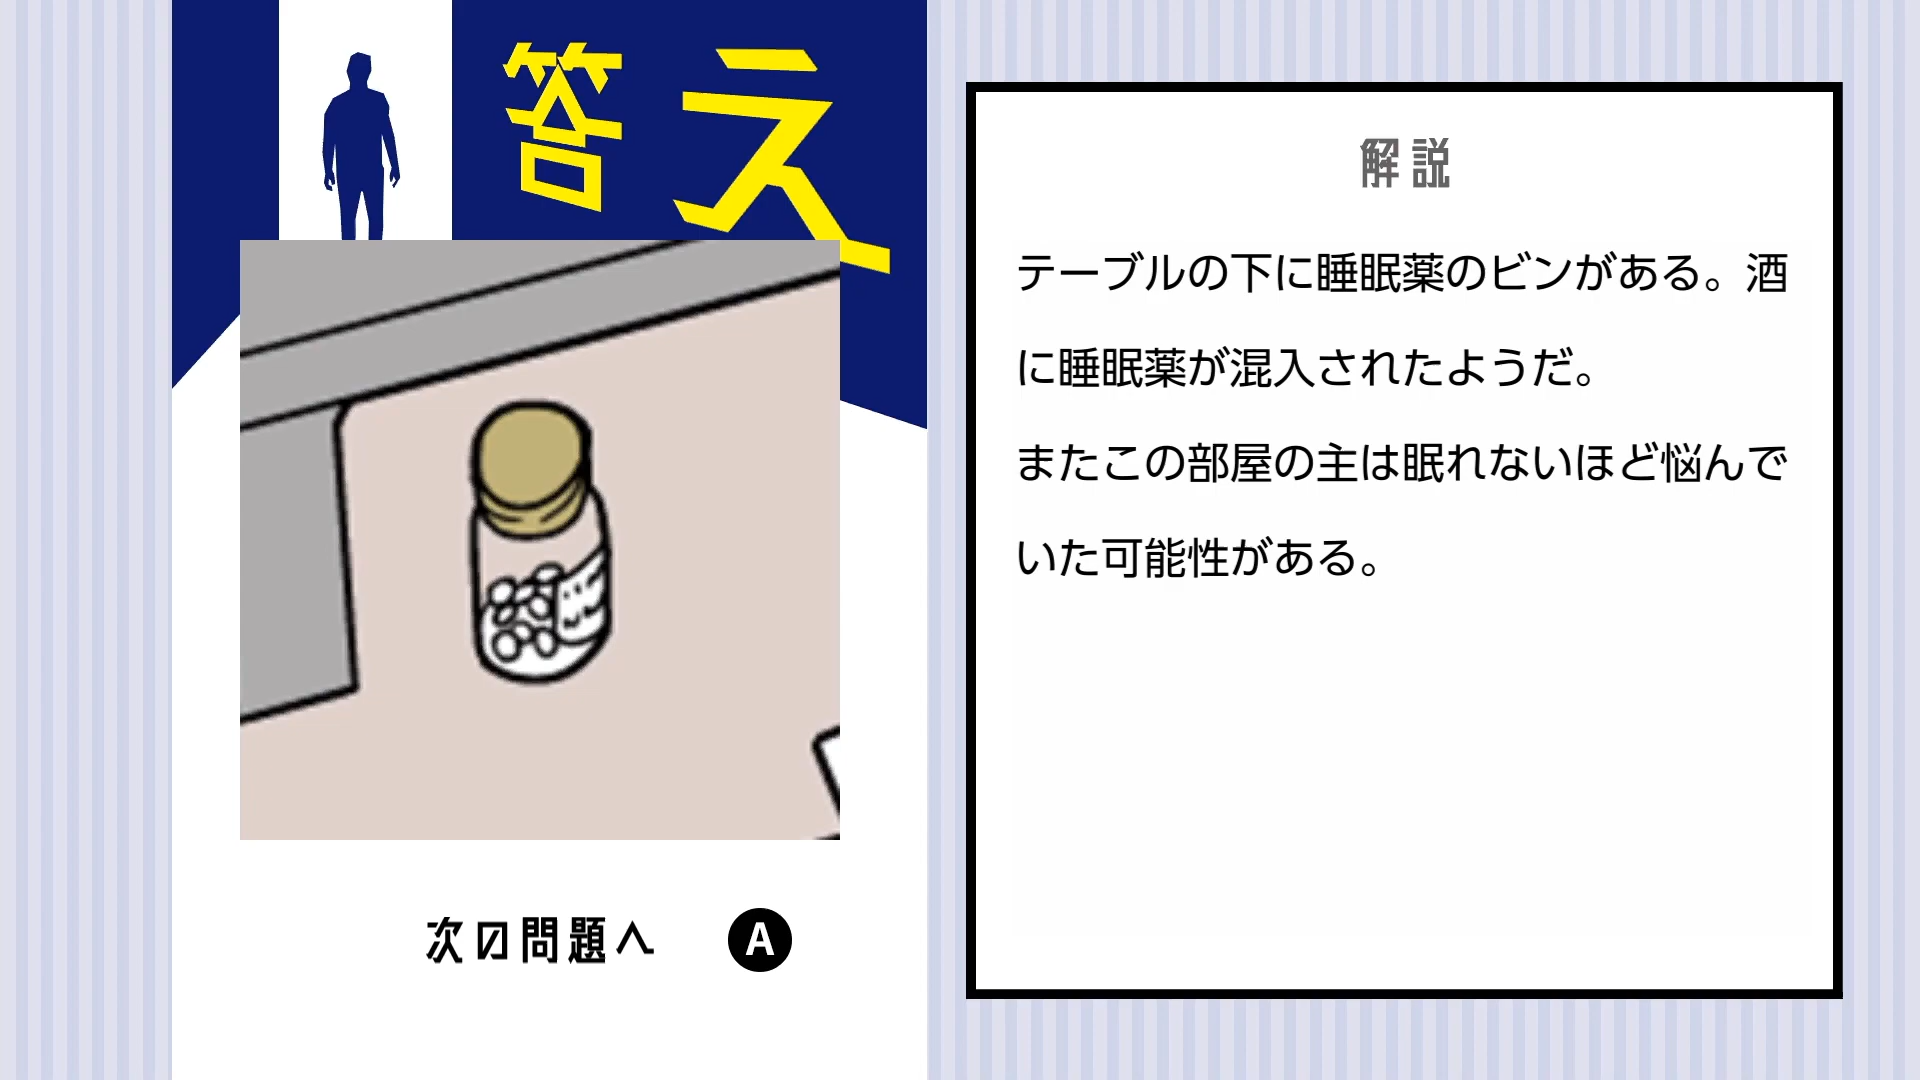 答え
次の問題へ A
解説
テーブルの下に睡眠薬のビンがある。酒
に睡眠薬が混入されたようだ。
またこの部屋の主は眠れないほど悩んで
いた可能性がある。